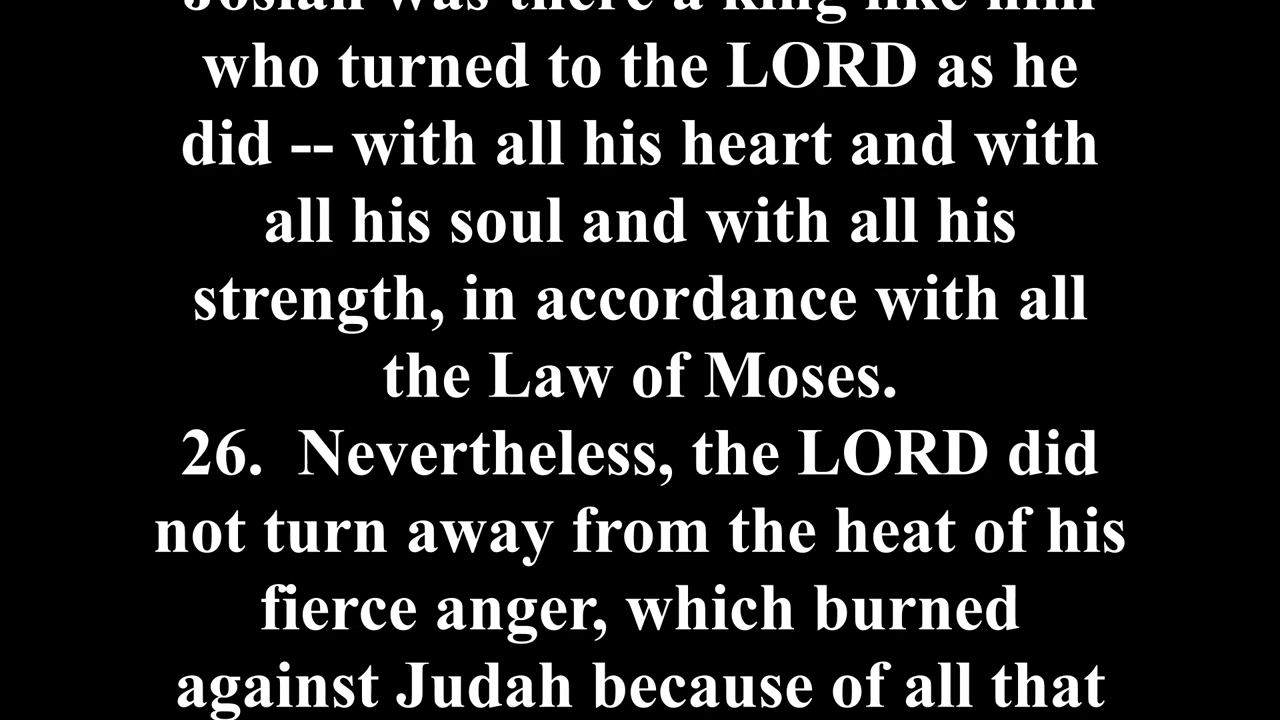 Josiah was there a king like him
who turned to the LORD as he
did -- with all his heart and with
all his soul and with all his
strength, in accordance with all
the Law of Moses.
26.  Nevertheless, the LORD did
not turn away from the heat of his
fierce anger, which burned
against Judah because of all that